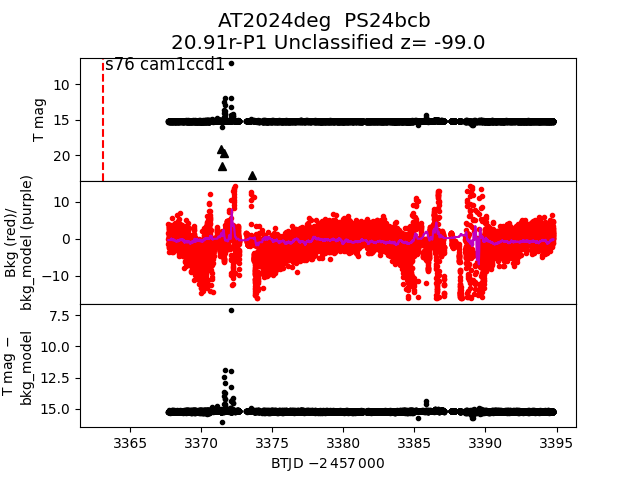 AT2024deg  PS24bcb
20.91r-P1 Unclassified z= -99.0
s76 cam1ccd1
10
15
20
T mag
10
0
−10
Bkg (red)/
bkg_model (purple)
7.5
10.0
12.5
15.0
T mag −
bkg_model
3365
3370
3375
3380
3385
3390
3395
BTJD −2 457 000